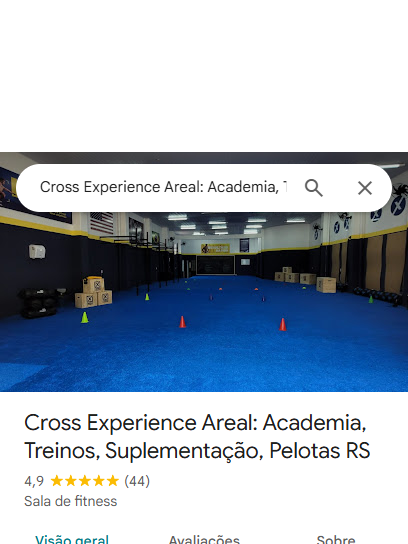 Cross Experience Areal: Academia, T
Cross Experience Areal: Academia,
Treinos, Suplementação, Pelotas RS
4,9 (44)
Sala de fitness
Visão geral Avaliações Sobre